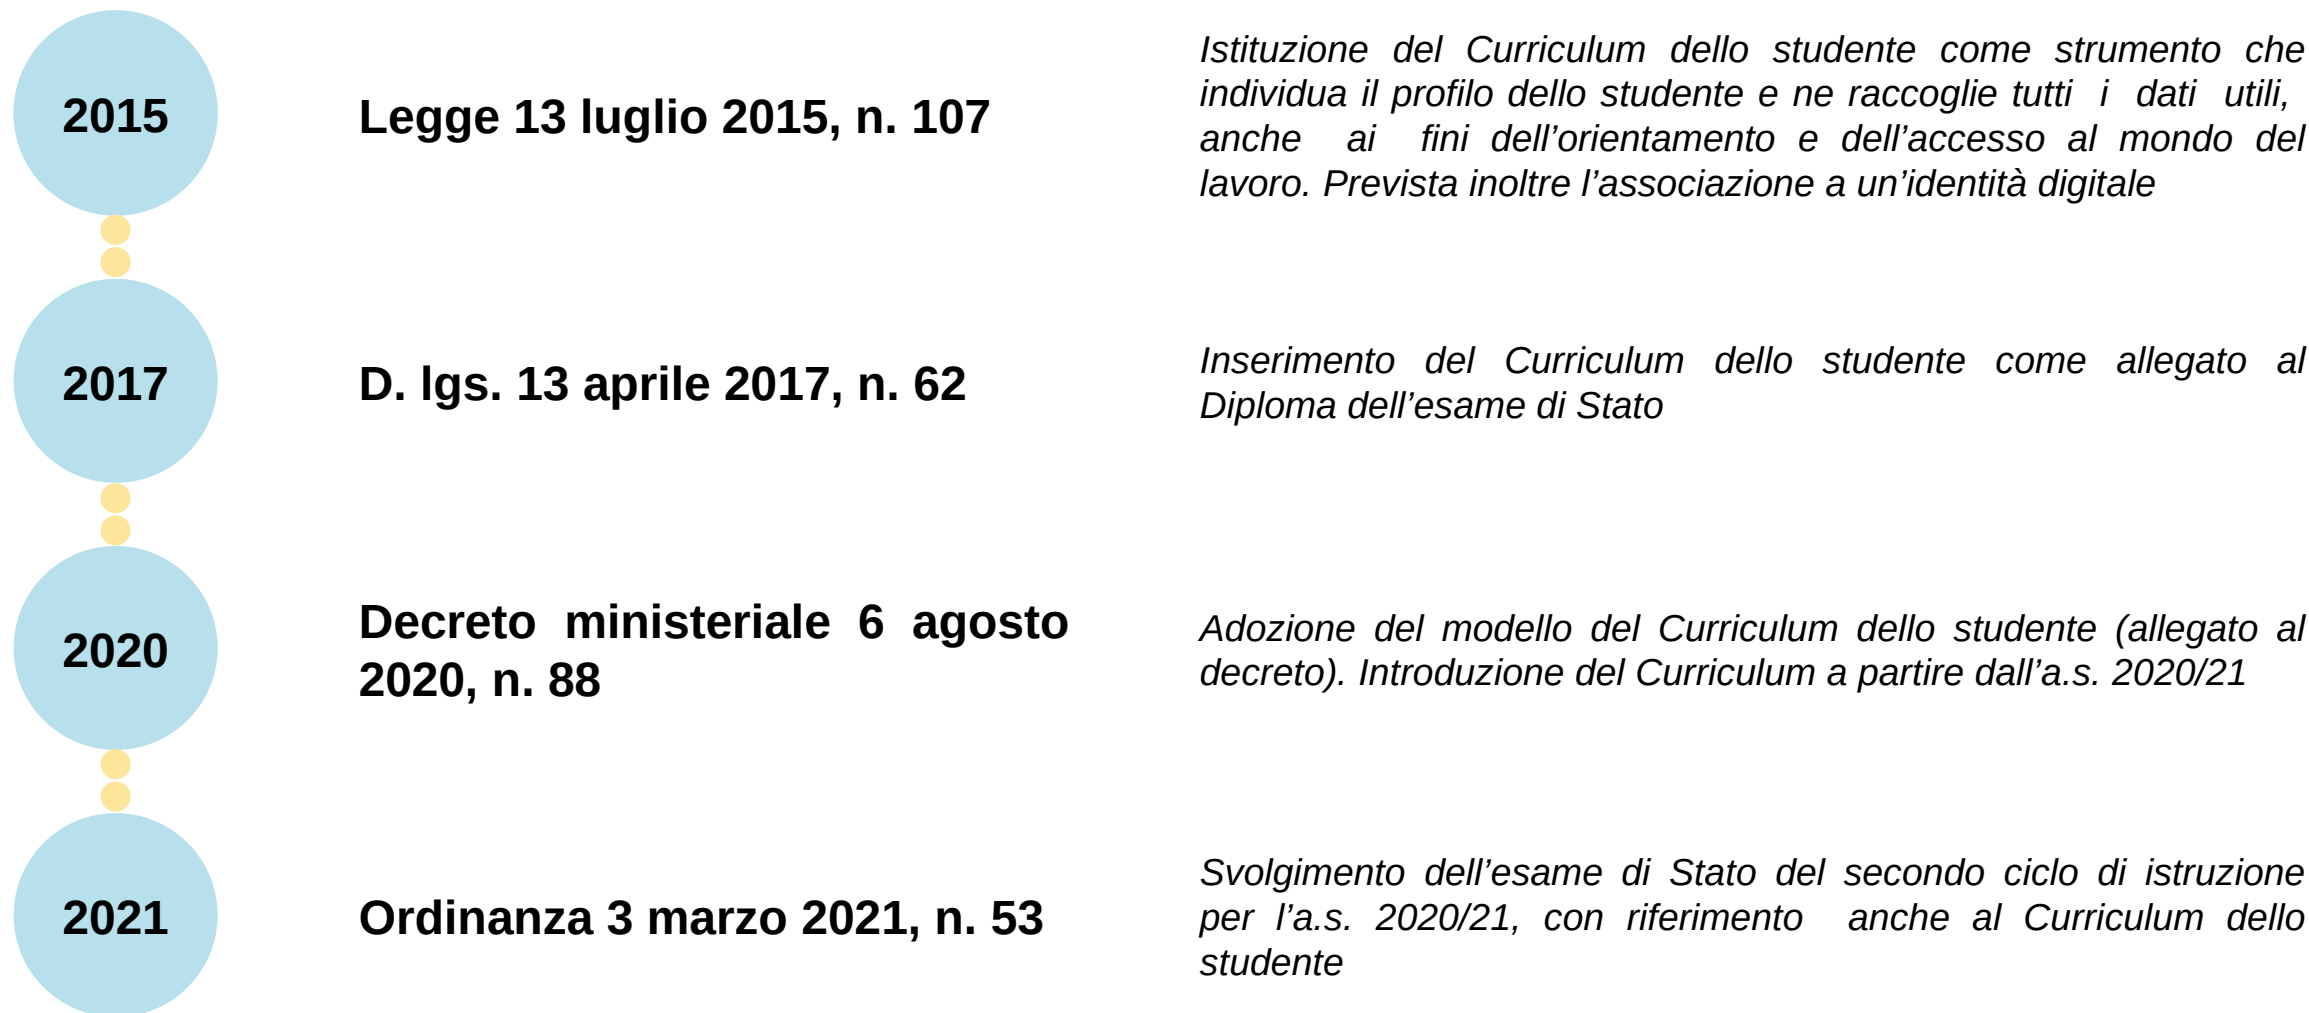 2015
Legge 13 luglio 2015, n. 107
Istituzione del Curriculum dello studente come strumento che
individua il profilo dello studente e ne raccoglie tutti i dati utili,
anche ai fini dell’orientamento e dell’accesso al mondo del
lavoro. Prevista inoltre l’associazione a un’identità digitale
2017
D. lgs. 13 aprile 2017, n. 62
Inserimento del Curriculum dello studente come allegato al
Diploma dell’esame di Stato
2020
Decreto ministeriale 6 agosto
2020, n. 88
Adozione del modello del Curriculum dello studente (allegato al
decreto). Introduzione del Curriculum a partire dall’a.s. 2020/21
2021
Ordinanza 3 marzo 2021, n. 53
Svolgimento dell’esame di Stato del secondo ciclo di istruzione
per l’a.s. 2020/21, con riferimento anche al Curriculum dello
studente